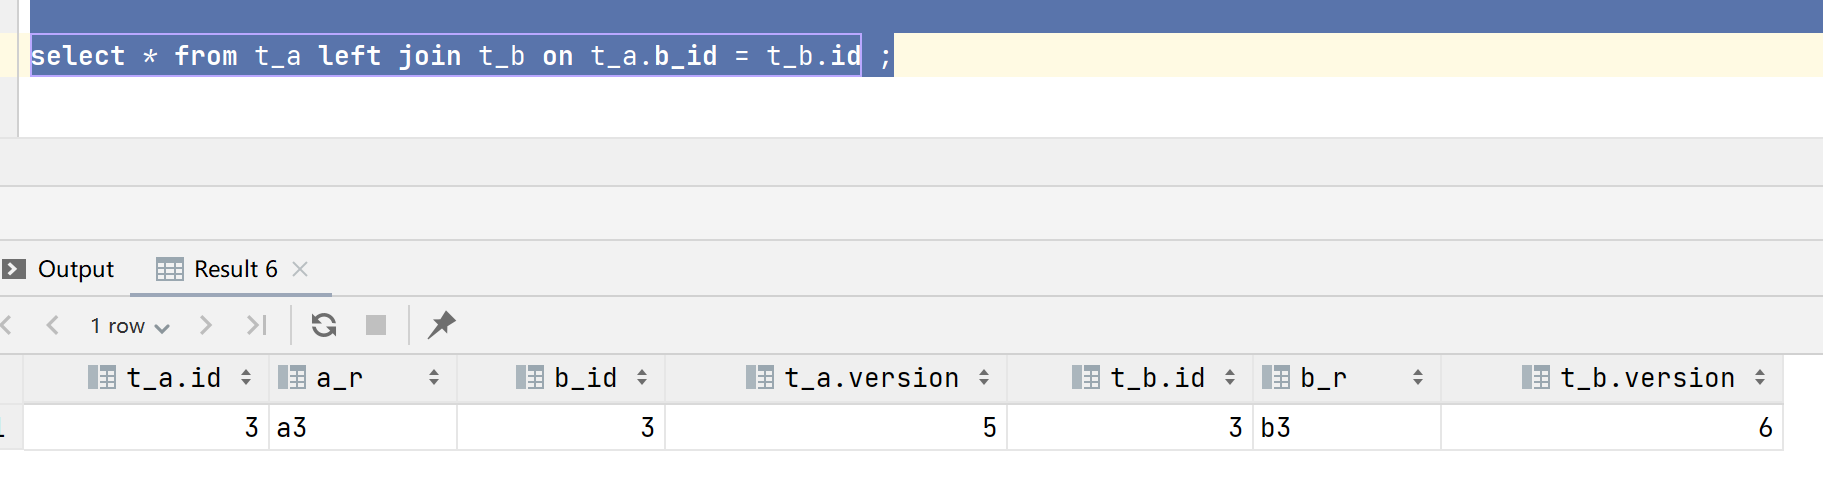 select * from t_a left join t_b on t_a.b_id = t_b.id ;
Output Result 6
1 row
t_a.id a_r b_id t_a.version t_b.id b_r t_b.version
3 a3 3 5 3 b3 6